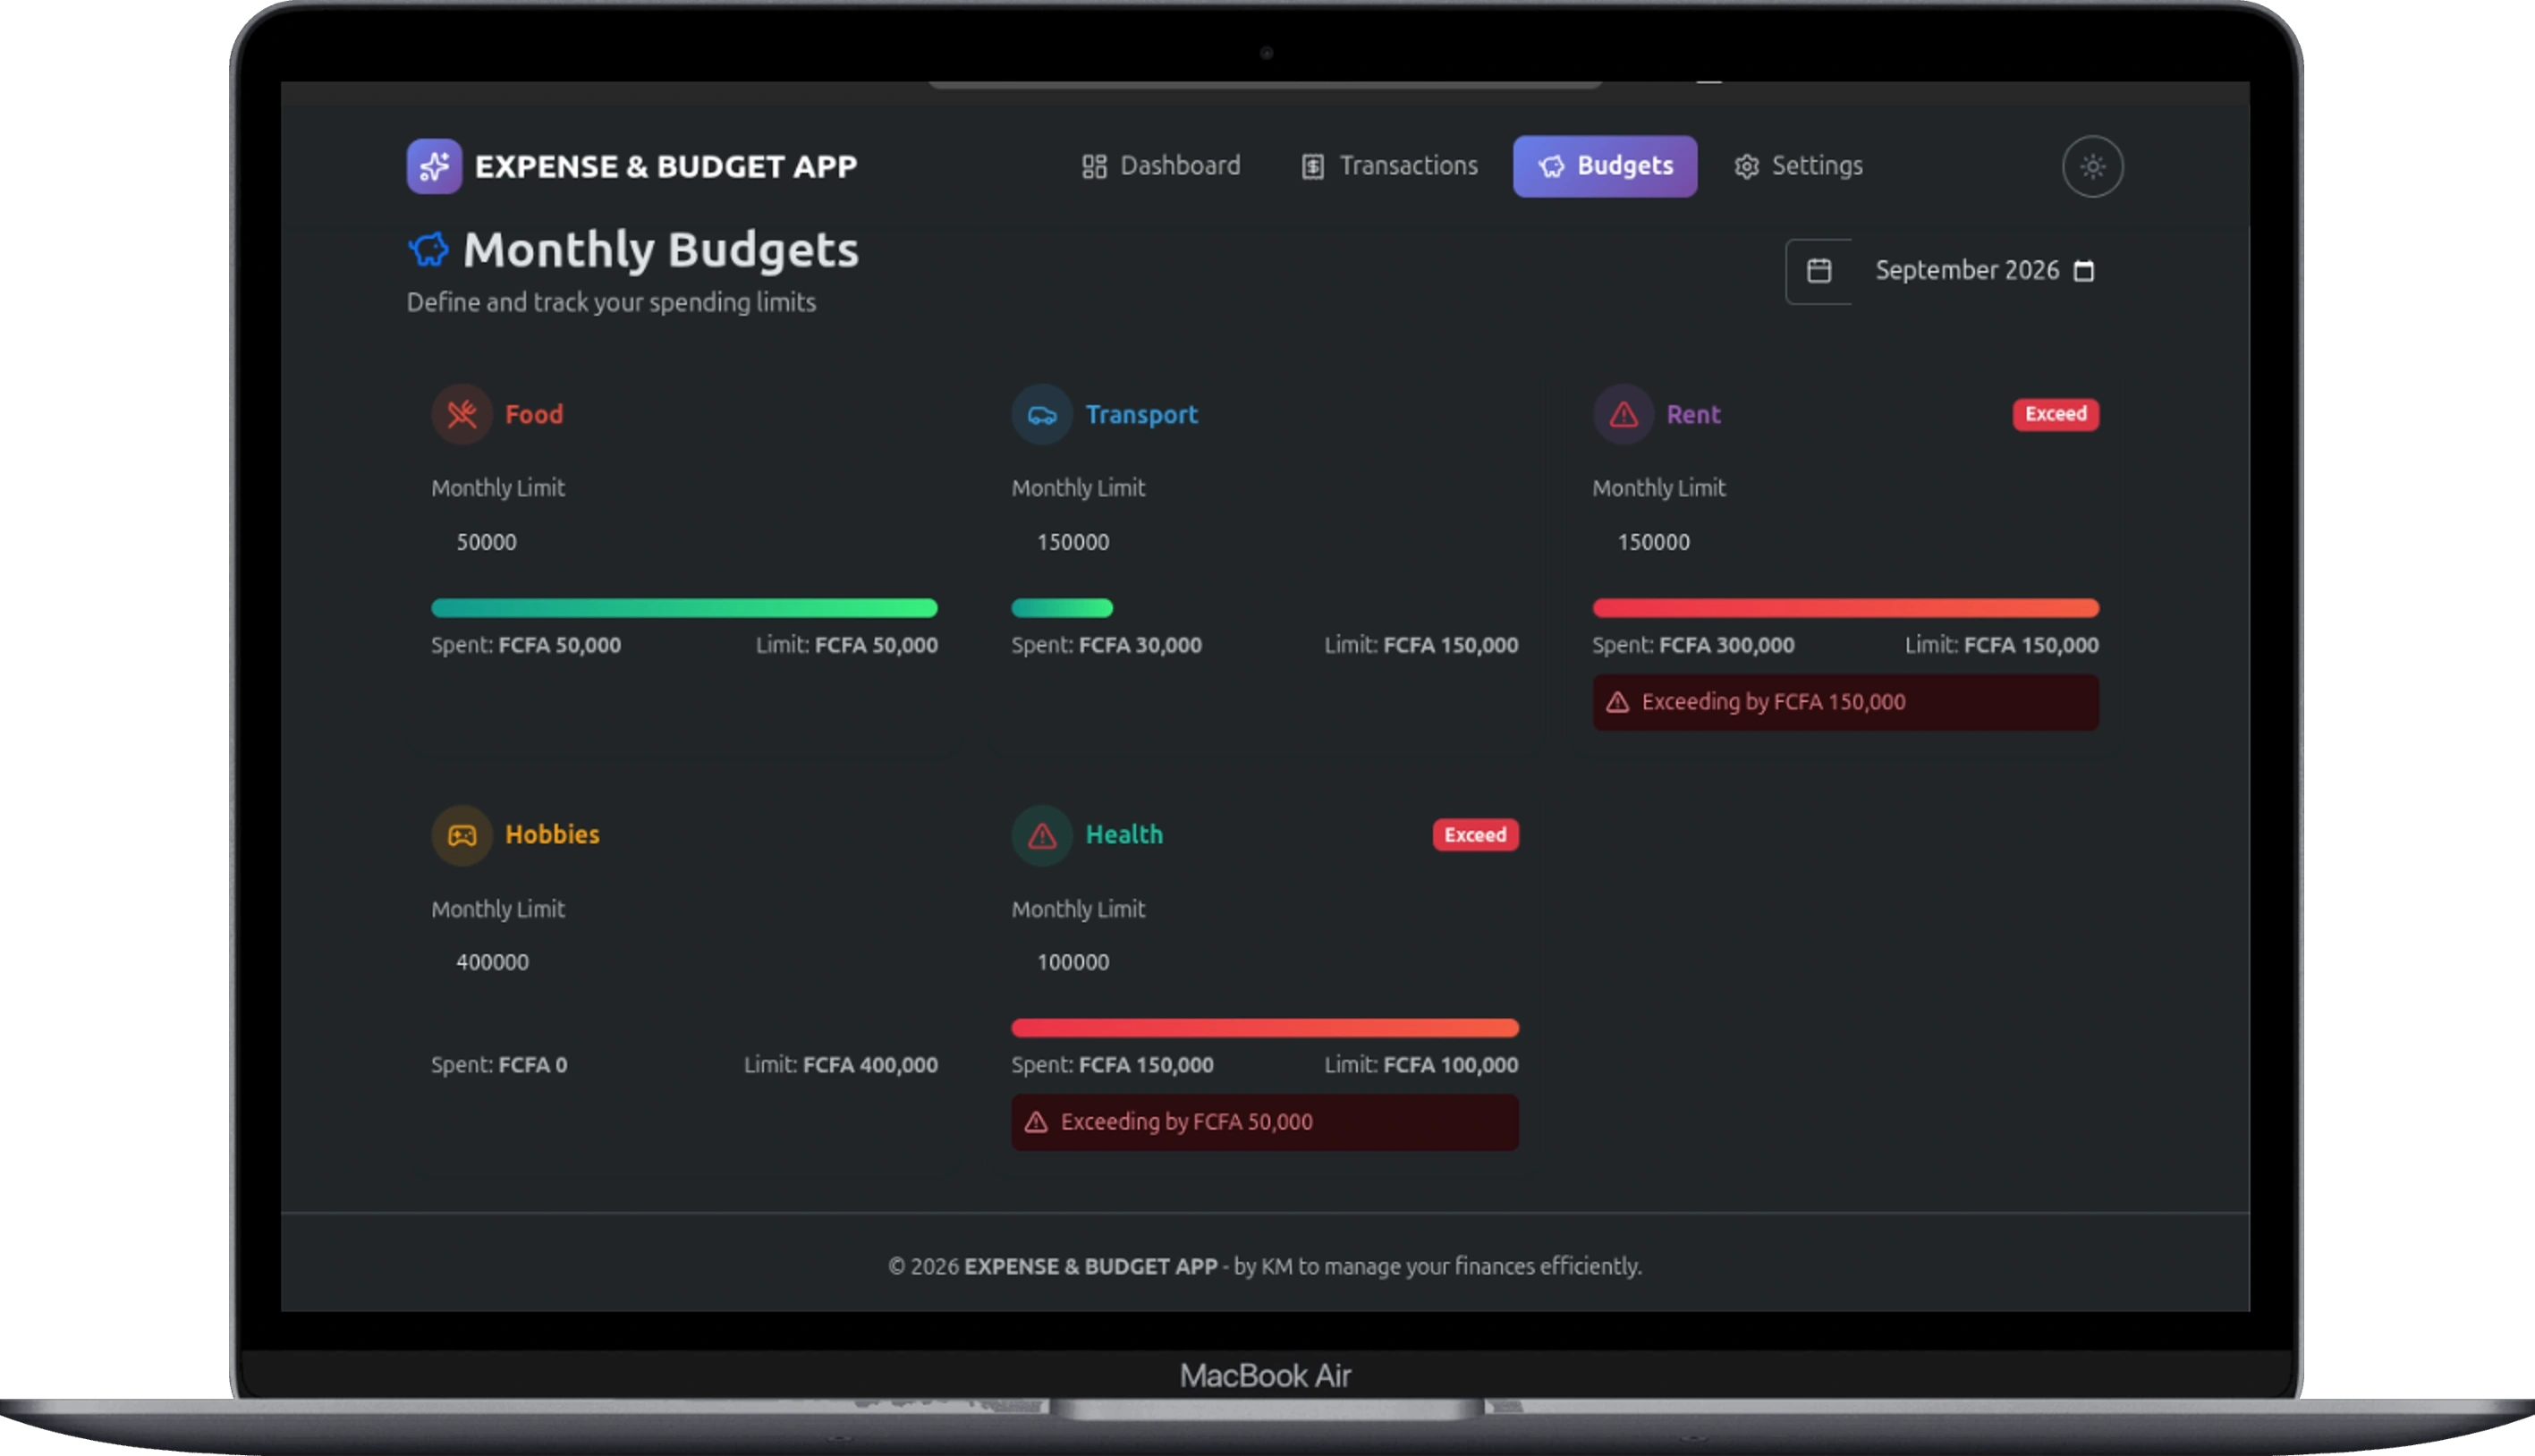 EXPENSE & BUDGET APP
Dashboard
Transactions
Budgets
Settings
Monthly Budgets
Define and track your spending limits
September 2026
Food
Monthly Limit
50000
Spent: FCFA 50,000
Limit: FCFA 50,000
Transport
Monthly Limit
150000
Spent: FCFA 30,000
Limit: FCFA 150,000
Rent
Exceed
Monthly Limit
150000
Spent: FCFA 300,000
Limit: FCFA 150,000
Exceeding by FCFA 150,000
Hobbies
Monthly Limit
400000
Spent: FCFA 0
Limit: FCFA 400,000
Health
Exceed
Monthly Limit
100000
Spent: FCFA 150,000
Limit: FCFA 100,000
Exceeding by FCFA 50,000
© 2026 EXPENSE & BUDGET APP - by KM to manage your finances efficiently.
MacBook Air